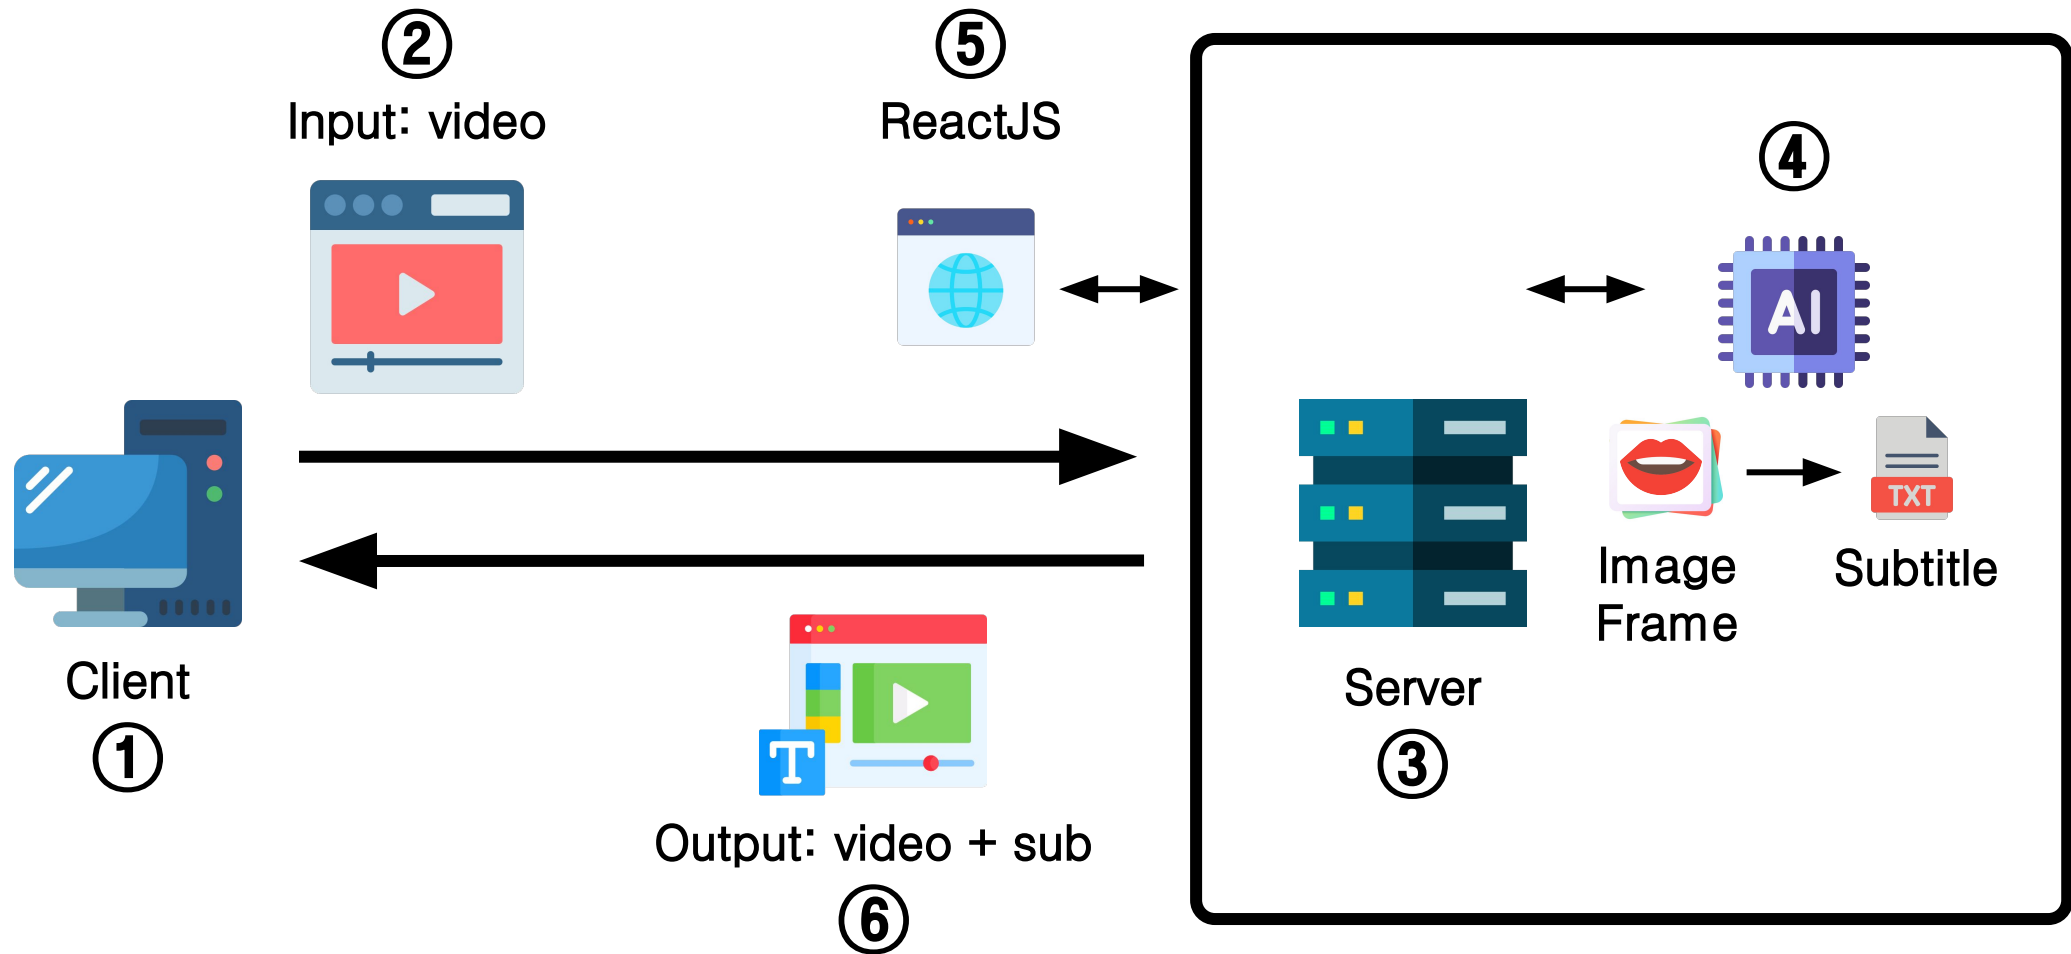 ②
Input: video
⑤
ReactJS
④
AI
TXT
Image
Frame
Subtitle
Client
①
Server
③
T
Output: video + sub
⑥